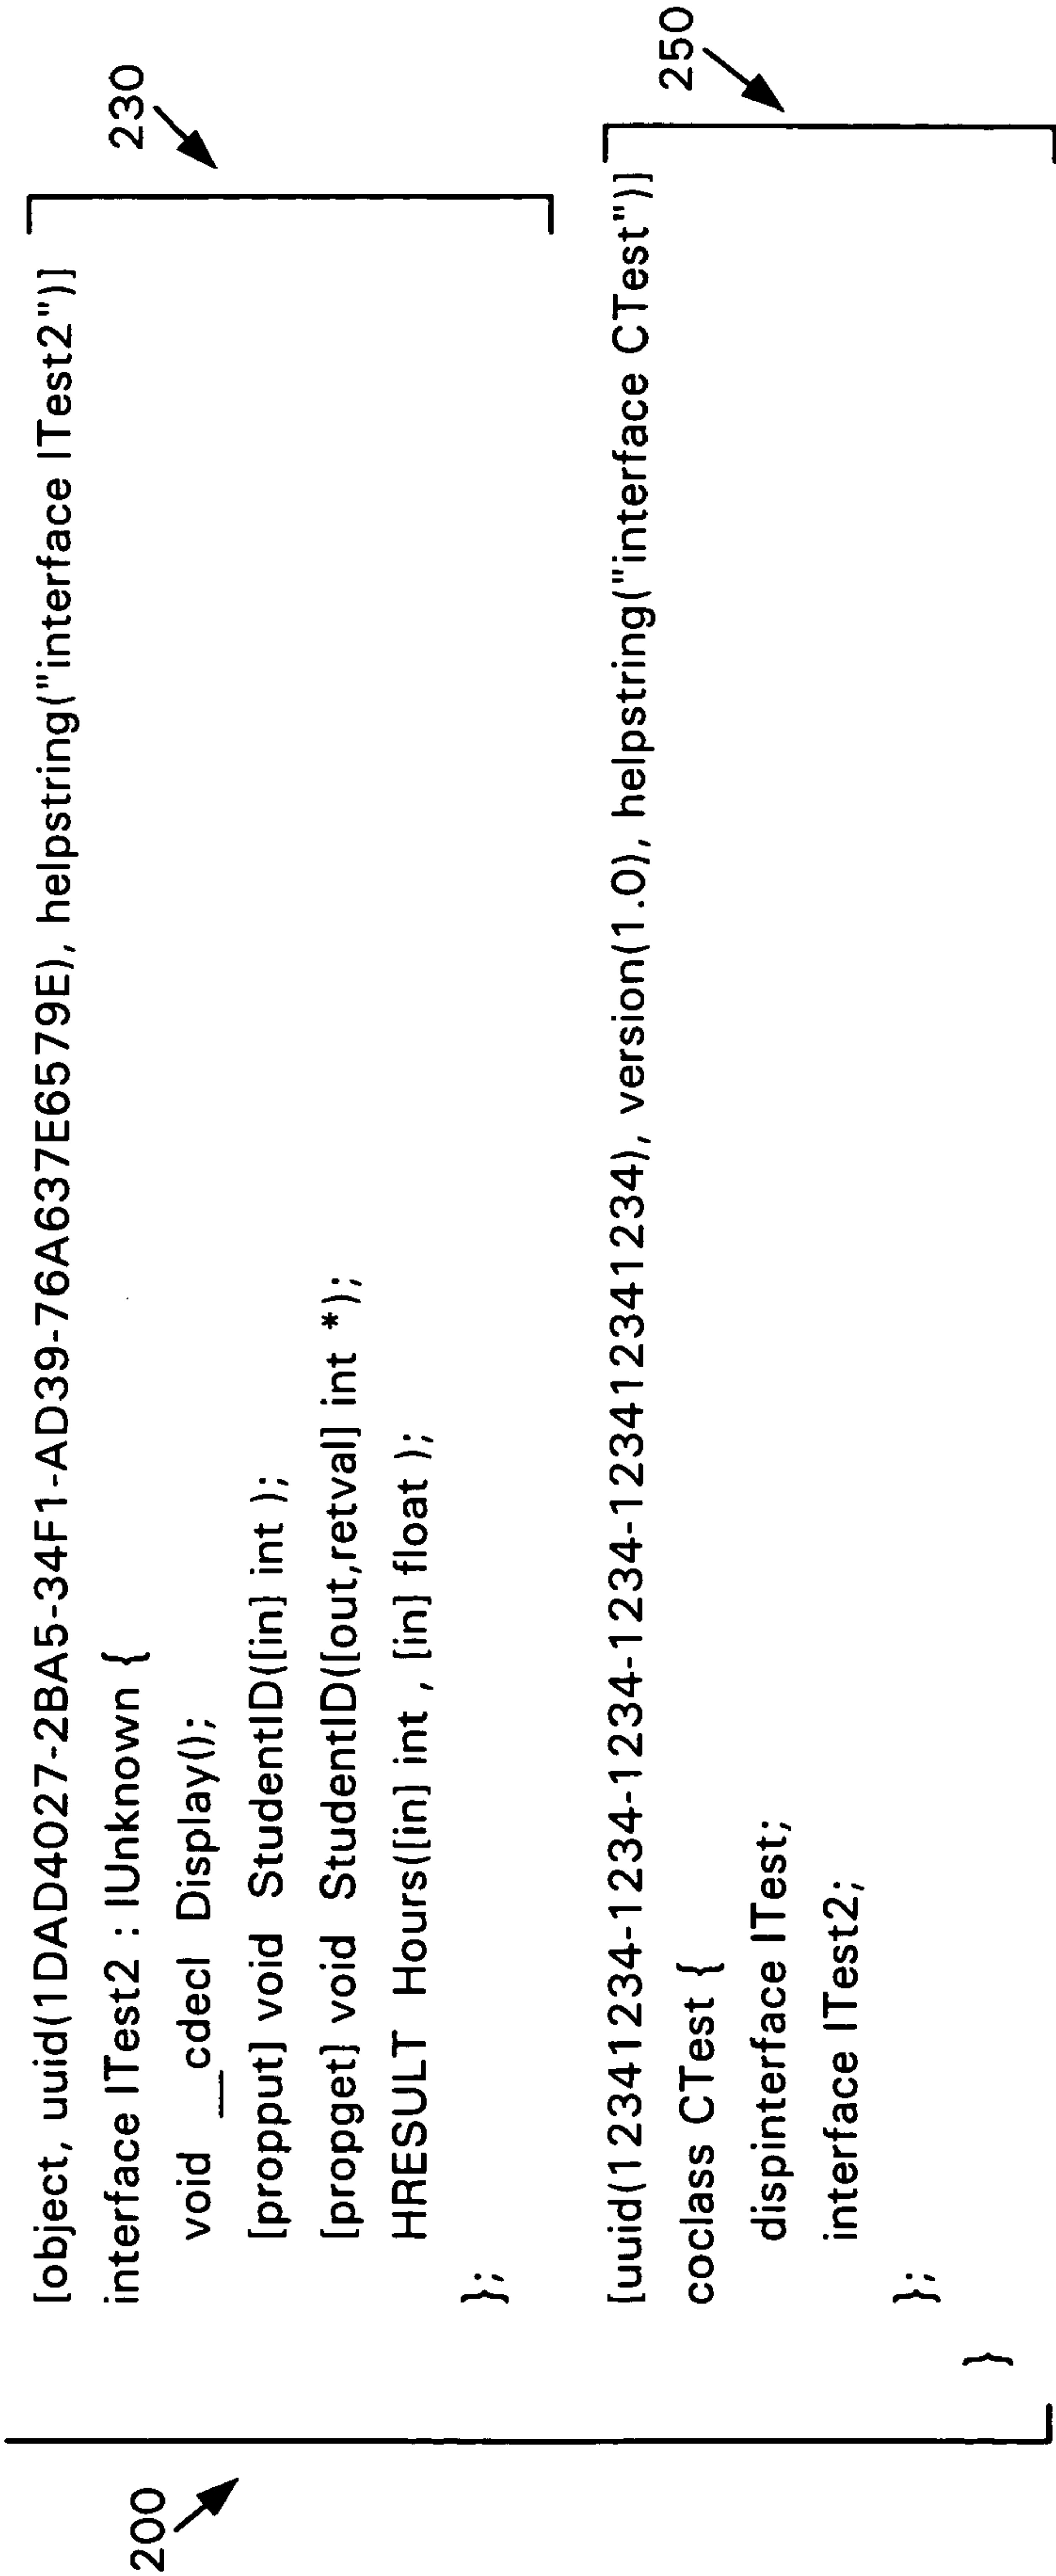 [object, uuid(1DAD4027-2BA5-34F1-AD39-76A637E6579E), helpstring("interface ITest2")]
interface ITest2 : IUnknown {
void __cdecl Display();
[propput] void StudentID([in] int );
[propget] void StudentID([out,retval] int *);
HRESULT Hours([in] int , [in] float );
};
230
[uuid(12341234-1234-1234-1234-123412341234), version(1.0), helpstring("interface CTest")]
coclass CTest {
dispinterface ITest;
interface ITest2;
};
250
}
200